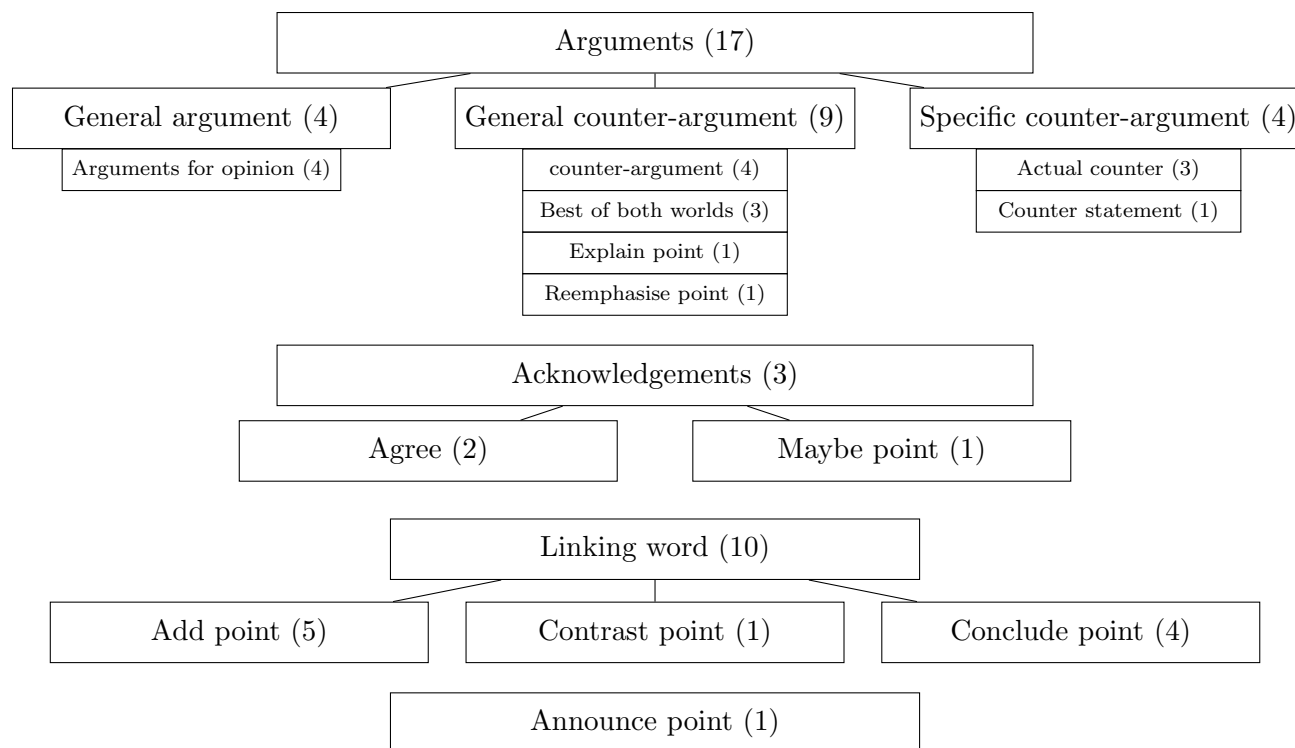 Arguments (17)
General argument (4)
General counter-argument (9)
Specific counter-argument (4)
Arguments for opinion (4)
counter-argument (4)
Actual counter (3)
Best of both worlds (3)
Counter statement (1)
Explain point (1)
Reemphasise point (1)
Acknowledgements (3)
Agree (2)
Maybe point (1)
Linking word (10)
Add point (5)
Contrast point (1)
Conclude point (4)
Announce point (1)